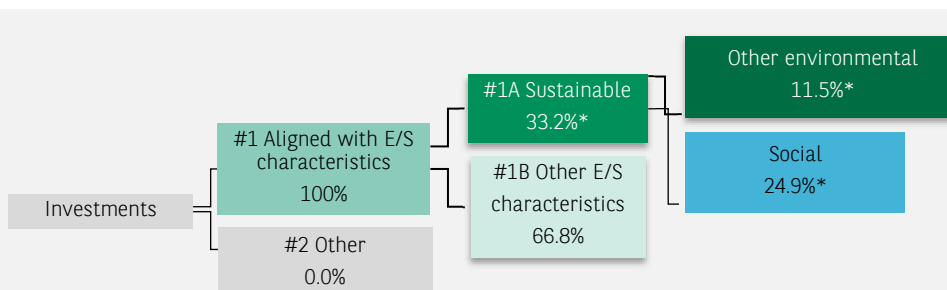 Investments
#1 Aligned with E/S
characteristics
100%
#2 Other
0.0%
#1A Sustainable
33.2%*
#1B Other E/S
characteristics
66.8%
Other environmental
11.5%*
Social
24.9%*